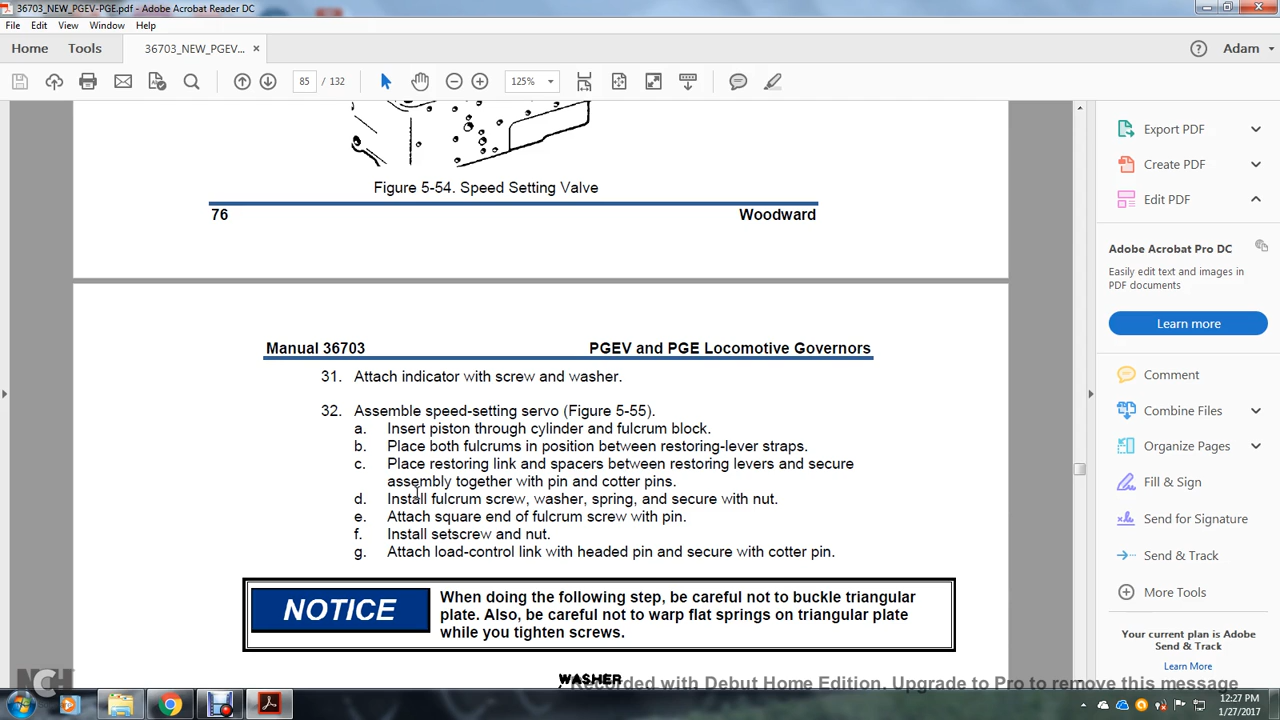 36703_NEW_PGEV-PGE.pdf - Adobe Acrobat Reader DC
File Edit View Window Help
Home Tools 36703_NEW_PGEV... × Adam
85 / 132 125%
Figure 5-54. Speed Setting Valve
76 Woodward
Manual 36703 PGEV and PGE Locomotive Governors
31. Attach indicator with screw and washer.
32. Assemble speed-setting servo (Figure 5-55).
a. Insert piston through cylinder and fulcrum block.
b. Place both fulcrums in position between restoring-lever straps.
c. Place restoring link and spacers between restoring levers and secure
assembly together with pin and cotter pins.
d. Install fulcrum screw, washer, spring, and secure with nut.
e. Attach square end of fulcrum screw with pin.
f. Install setscrew and nut.
g. Attach load-control link with headed pin and secure with cotter pin.
NOTICE
When doing the following step, be careful not to buckle triangular
plate. Also, be careful not to warp flat springs on triangular plate
while you tighten screws.
WASHER
Export PDF
Create PDF
Edit PDF
Adobe Acrobat Pro DC
Easily edit text and images in
PDF documents
Learn more
Comment
Combine Files
Organize Pages
Fill & Sign
Send for Signature
Send & Track
More Tools
Your current plan is Adobe
Send & Track
Learn More
NCH
Recorded with Debut Home Edition. Upgrade to Pro to remove this message
12:27 PM
1/27/2017